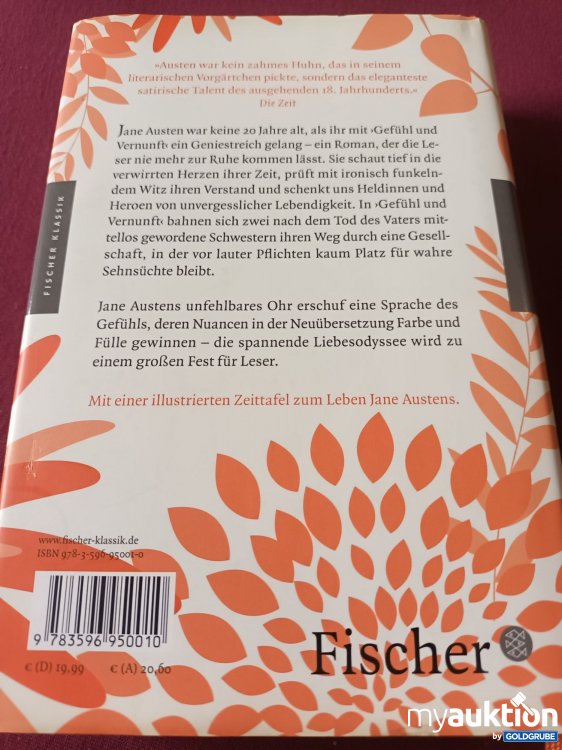 »Austen war kein zahmes Huhn, das in seinem
literarischen Vorgärtchen pickte, sondern das eleganteste
satirische Talent des ausgehenden 18. Jahrhunderts.«
Die Zeit
Jane Austen war keine 20 Jahre alt, als ihr mit ›Gefühl und
Vernunft‹ ein Geniestreich gelang – ein Roman, der die Le-
ser nie mehr zur Ruhe kommen lässt. Sie schaut tief in die
verwirrten Herzen ihrer Zeit, prüft mit ironisch funkeln-
dem Witz ihren Verstand und schenkt uns Heldinnen und
Heroen von unvergesslicher Lebendigkeit. In ›Gefühl und
Vernunft‹ bahnen sich zwei nach dem Tod des Vaters mit-
tellos gewordene Schwestern ihren Weg durch eine Gesell-
schaft, in der vor lauter Pflichten kaum Platz für wahre
Sehnsüchte bleibt.
Jane Austens unfehlbares Ohr erschuf eine Sprache des
Gefühls, deren Nuancen in der Neuübersetzung Farbe und
Fülle gewinnen – die spannende Liebesodyssee wird zu
einem großen Fest für Leser.
Mit einer illustrierten Zeittafel zum Leben Jane Austens.
FISCHER KLASSIK
www.fischer-klassik.de
ISBN 978-3-596-95001-0
9 783596 950010
€ (D) 19,99 € (A) 20,60
Fischer
myauktion
by GOLDGRUBE